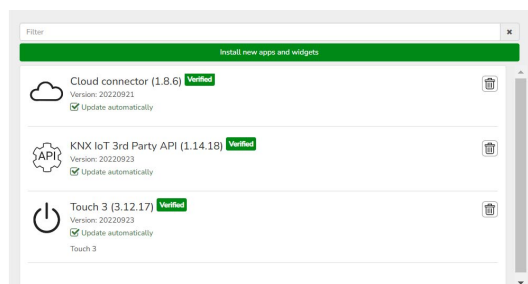 Filter
Install new apps and widgets
Cloud connector (1.8.6) Verified
Version: 20220921
Update automatically
API
KNX IoT 3rd Party API (1.14.18) Verified
Version: 20220923
Update automatically
Touch 3 (3.12.17) Verified
Version: 20220923
Update automatically
Touch 3